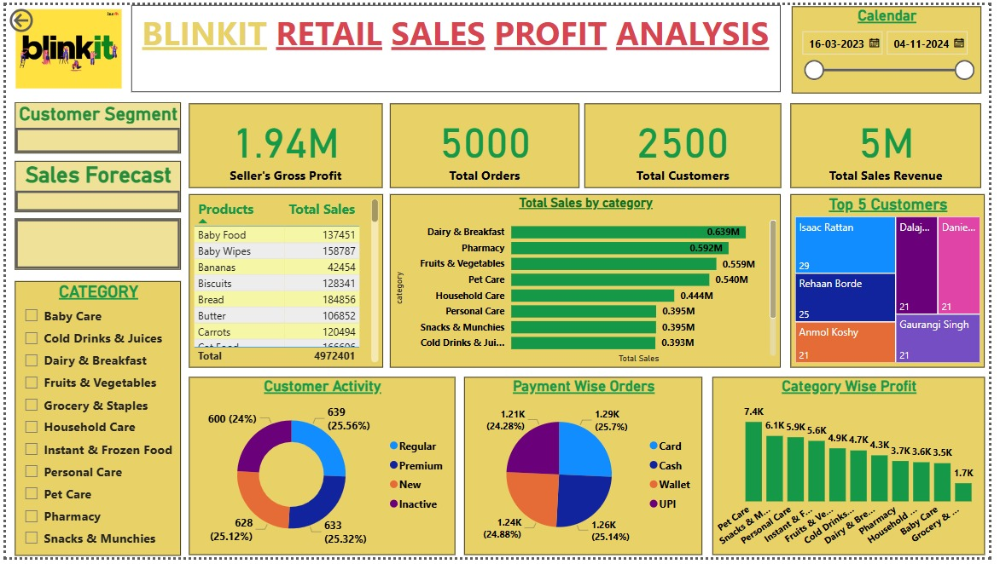 blinkit
BLINKIT RETAIL SALES PROFIT ANALYSIS
Calendar
16-03-2023
04-11-2024
Customer Segment
Sales Forecast
1.94M
Seller's Gross Profit
5000
Total Orders
2500
Total Customers
5M
Total Sales Revenue
Products Total Sales
Baby Food 137451
Baby Wipes 158787
Bananas 42454
Biscuits 128341
Bread 184856
Butter 106852
Carrots 120494
Total 4972401
Total Sales by category
category
Dairy & Breakfast 0.639M
Pharmacy 0.592M
Fruits & Vegetables 0.559M
Pet Care 0.540M
Household Care 0.444M
Personal Care 0.395M
Snacks & Munchies 0.395M
Cold Drinks & Jui... 0.393M
Total Sales
Top 5 Customers
Isaac Rattan
29
Rehaan Borde
25
Anmol Koshy
21
Dalaj...
21
Danie...
21
Gaurangi Singh
21
CATEGORY
Baby Care
Cold Drinks & Juices
Dairy & Breakfast
Fruits & Vegetables
Grocery & Staples
Household Care
Instant & Frozen Food
Personal Care
Pet Care
Pharmacy
Snacks & Munchies
Customer Activity
639
(25.56%)
633
(25.32%)
628
(25.12%)
600 (24%)
Regular
Premium
New
Inactive
Payment Wise Orders
1.29K
(25.7%)
1.26K
(25.14%)
1.24K
(24.88%)
1.21K
(24.28%)
Card
Cash
Wallet
UPI
Category Wise Profit
7.4K
6.1K
5.9K
5.6K
4.9K
4.7K
4.3K
3.7K
3.6K
3.5K
1.7K
Pet Care
Snacks & M...
Personal Care
Instant & F...
Fruits & Ve...
Cold Drinks...
Dairy & Bre...
Pharmacy
Household ...
Baby Care
Grocery & ...